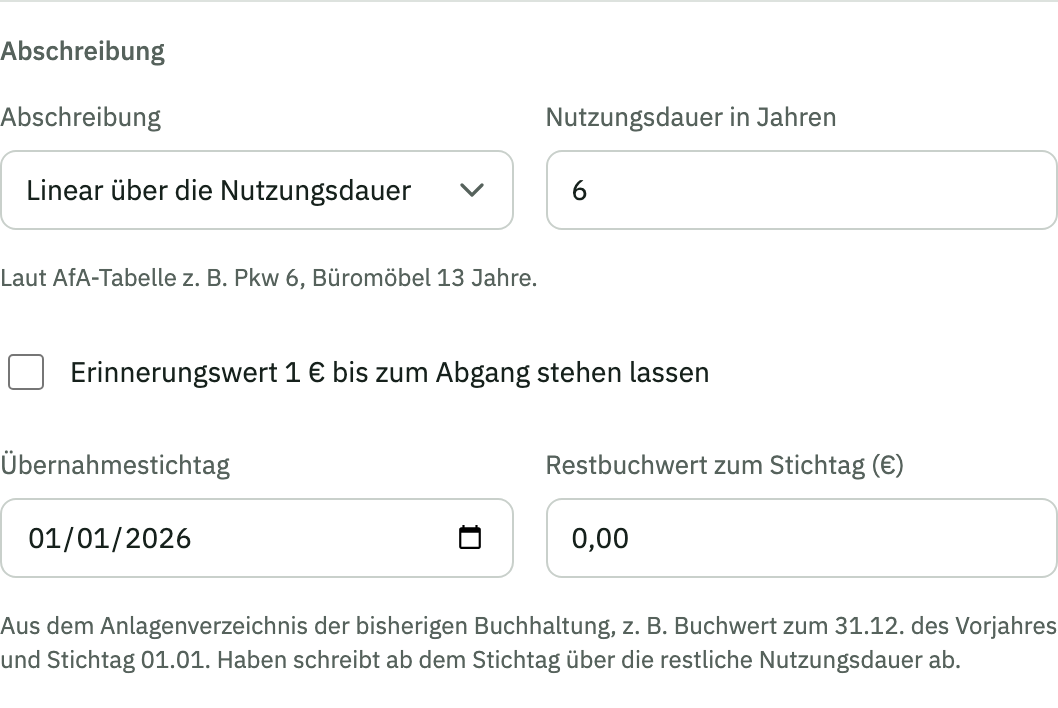 Abschreibung
Abschreibung
Nutzungsdauer in Jahren
Linear über die Nutzungsdauer
6
Laut AfA-Tabelle z. B. Pkw 6, Büromöbel 13 Jahre.
Erinnerungswert 1 € bis zum Abgang stehen lassen
Übernahmestichtag
Restbuchwert zum Stichtag (€)
01/01/2026
0,00
Aus dem Anlagenverzeichnis der bisherigen Buchhaltung, z. B. Buchwert zum 31.12. des Vorjahres
und Stichtag 01.01. Haben schreibt ab dem Stichtag über die restliche Nutzungsdauer ab.